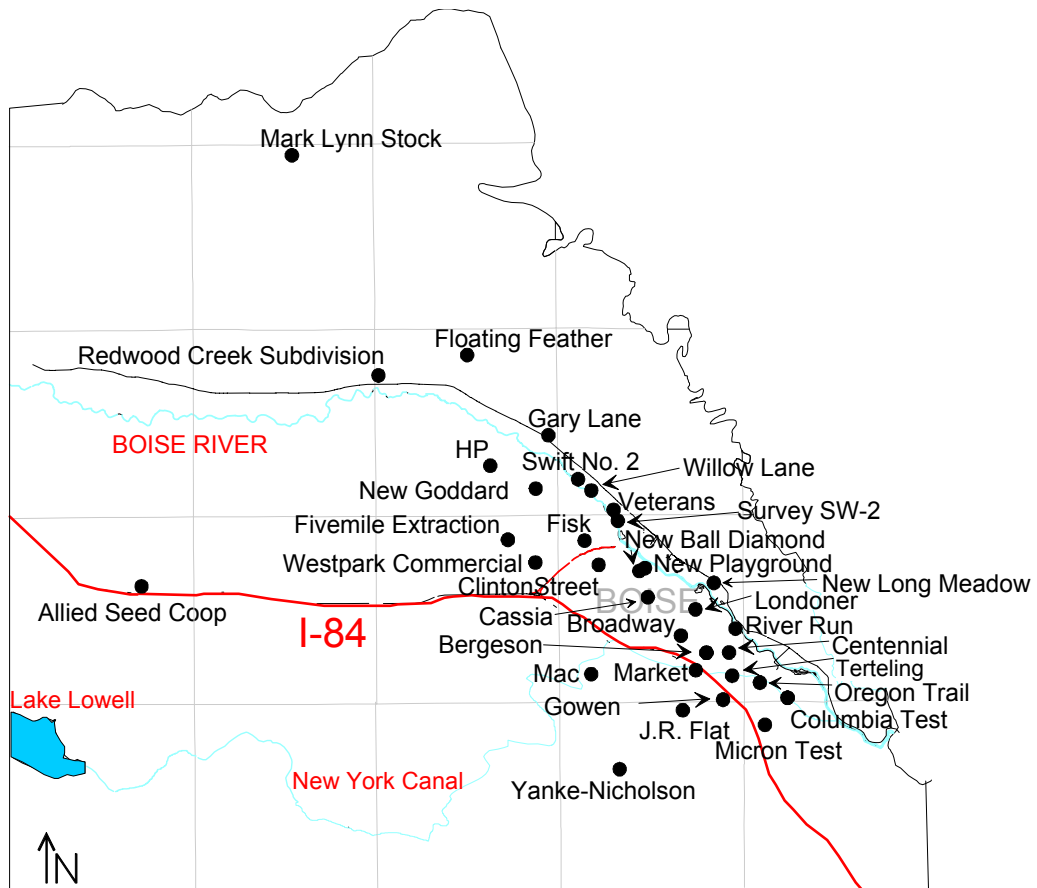 Mark Lynn Stock
Floating Feather
Redwood Creek Subdivision
Gary Lane
BOISE RIVER
HP
Swift No. 2
Willow Lane
New Goddard
Veterans
Survey SW-2
Fivemile Extraction
Fisk
New Ball Diamond
Westpark Commercial
New Playground
ClintonStreet
New Long Meadow
Allied Seed Coop
Cassia
BOISE
Londoner
I-84
Broadway
River Run
Bergeson
Centennial
Mac
Market
Terteling
Lake Lowell
Gowen
Oregon Trail
J.R. Flat
Columbia Test
Micron Test
New York Canal
Yanke-Nicholson
N